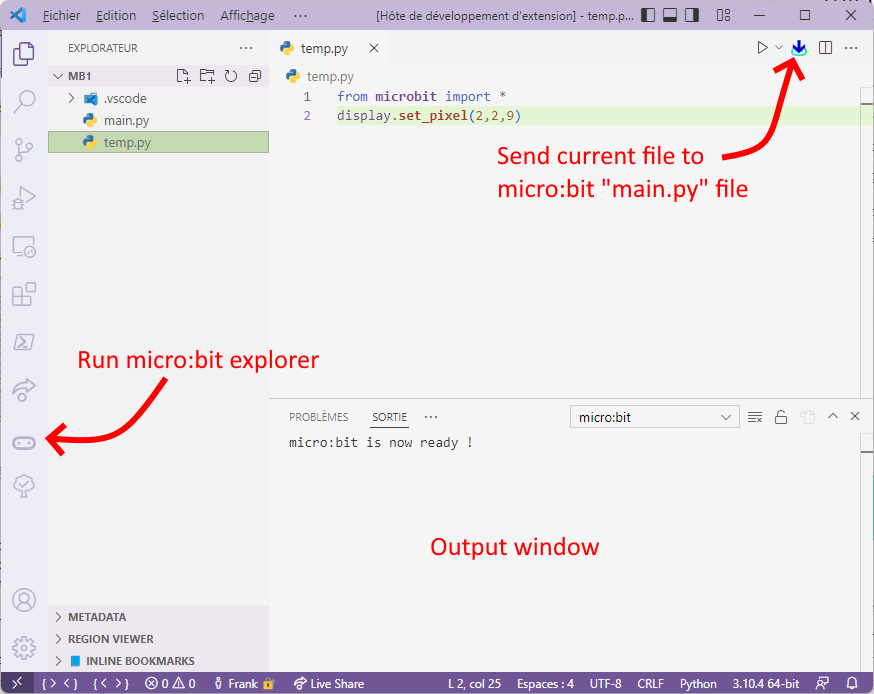 Fichier Edition Sélection Affichage ··· [Hôte de développement d'extension] - temp.p...
EXPLORATEUR ···
temp.py
MB1
temp.py
.vscode
1 from microbit import *
main.py
2 display.set_pixel(2,2,9)
temp.py
Send current file to
micro:bit "main.py" file
Run micro:bit explorer
PROBLÈMES SORTIE ··· micro:bit
micro:bit is now ready !
Output window
METADATA
REGION VIEWER
INLINE BOOKMARKS
{ > < } { < > } 0 0 Frank Live Share L 2, col 25 Espaces : 4 UTF-8 CRLF Python 3.10.4 64-bit